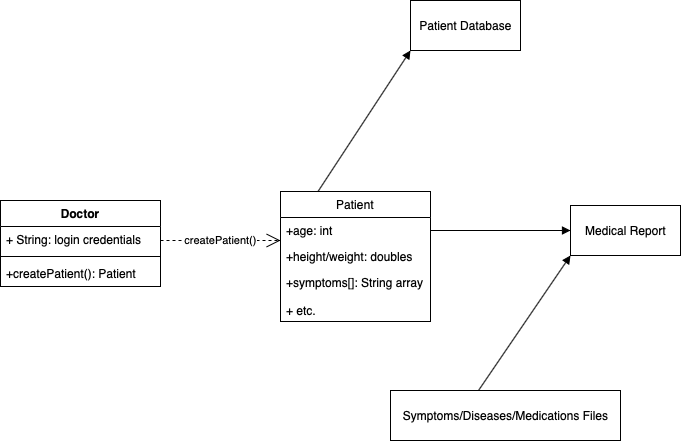 Patient Database
Doctor
+ String: login credentials
+createPatient(): Patient
createPatient()
Patient
+age: int
+height/weight: doubles
+symptoms[]: String array
+ etc.
Medical Report
Symptoms/Diseases/Medications Files